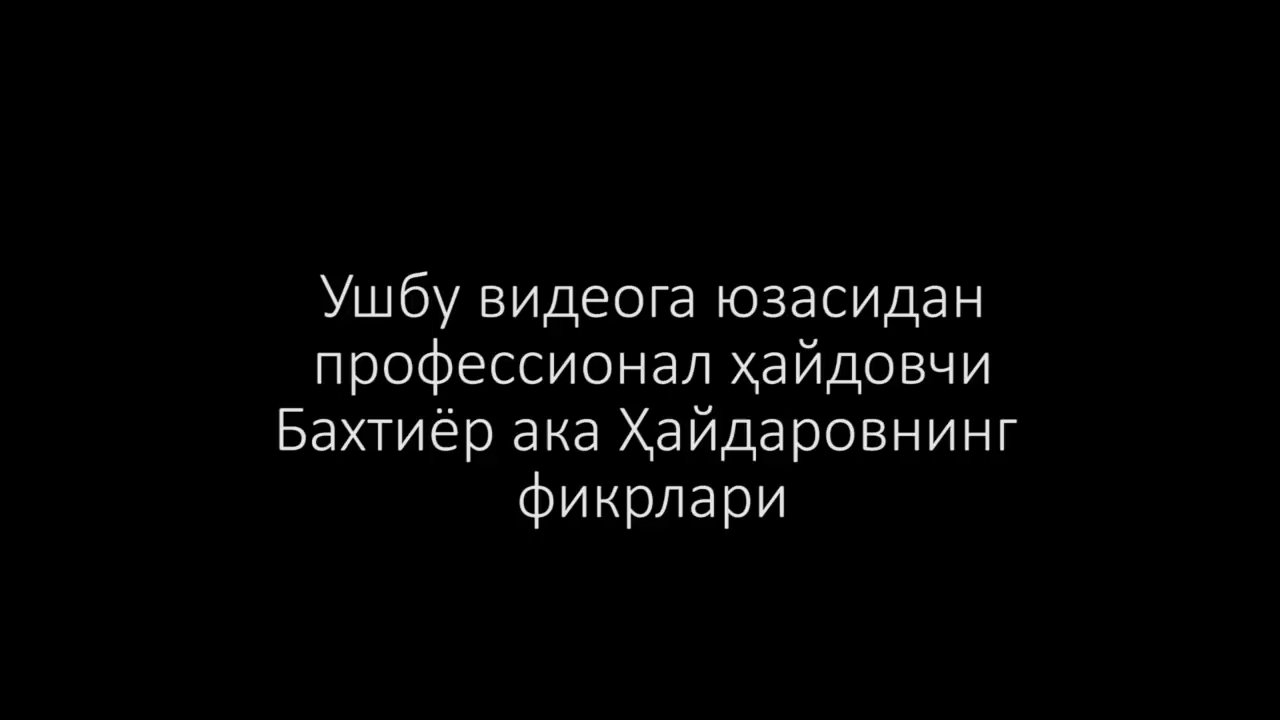 Ушбу видеога юзасидан
профессионал ҳайдовчи
Бахтиёр ака Ҳайдаровнинг
фикрлари